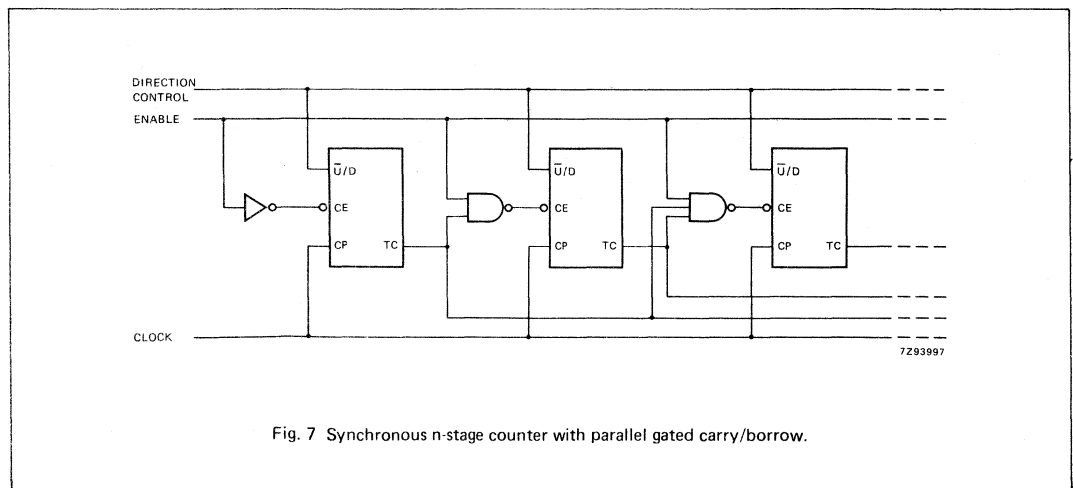 DIRECTION
CONTROL
ENABLE
U̅/D
CE
CP TC
U̅/D
CE
CP TC
U̅/D
CE
CP TC
CLOCK
7Z93997
Fig. 7 Synchronous n-stage counter with parallel gated carry/borrow.